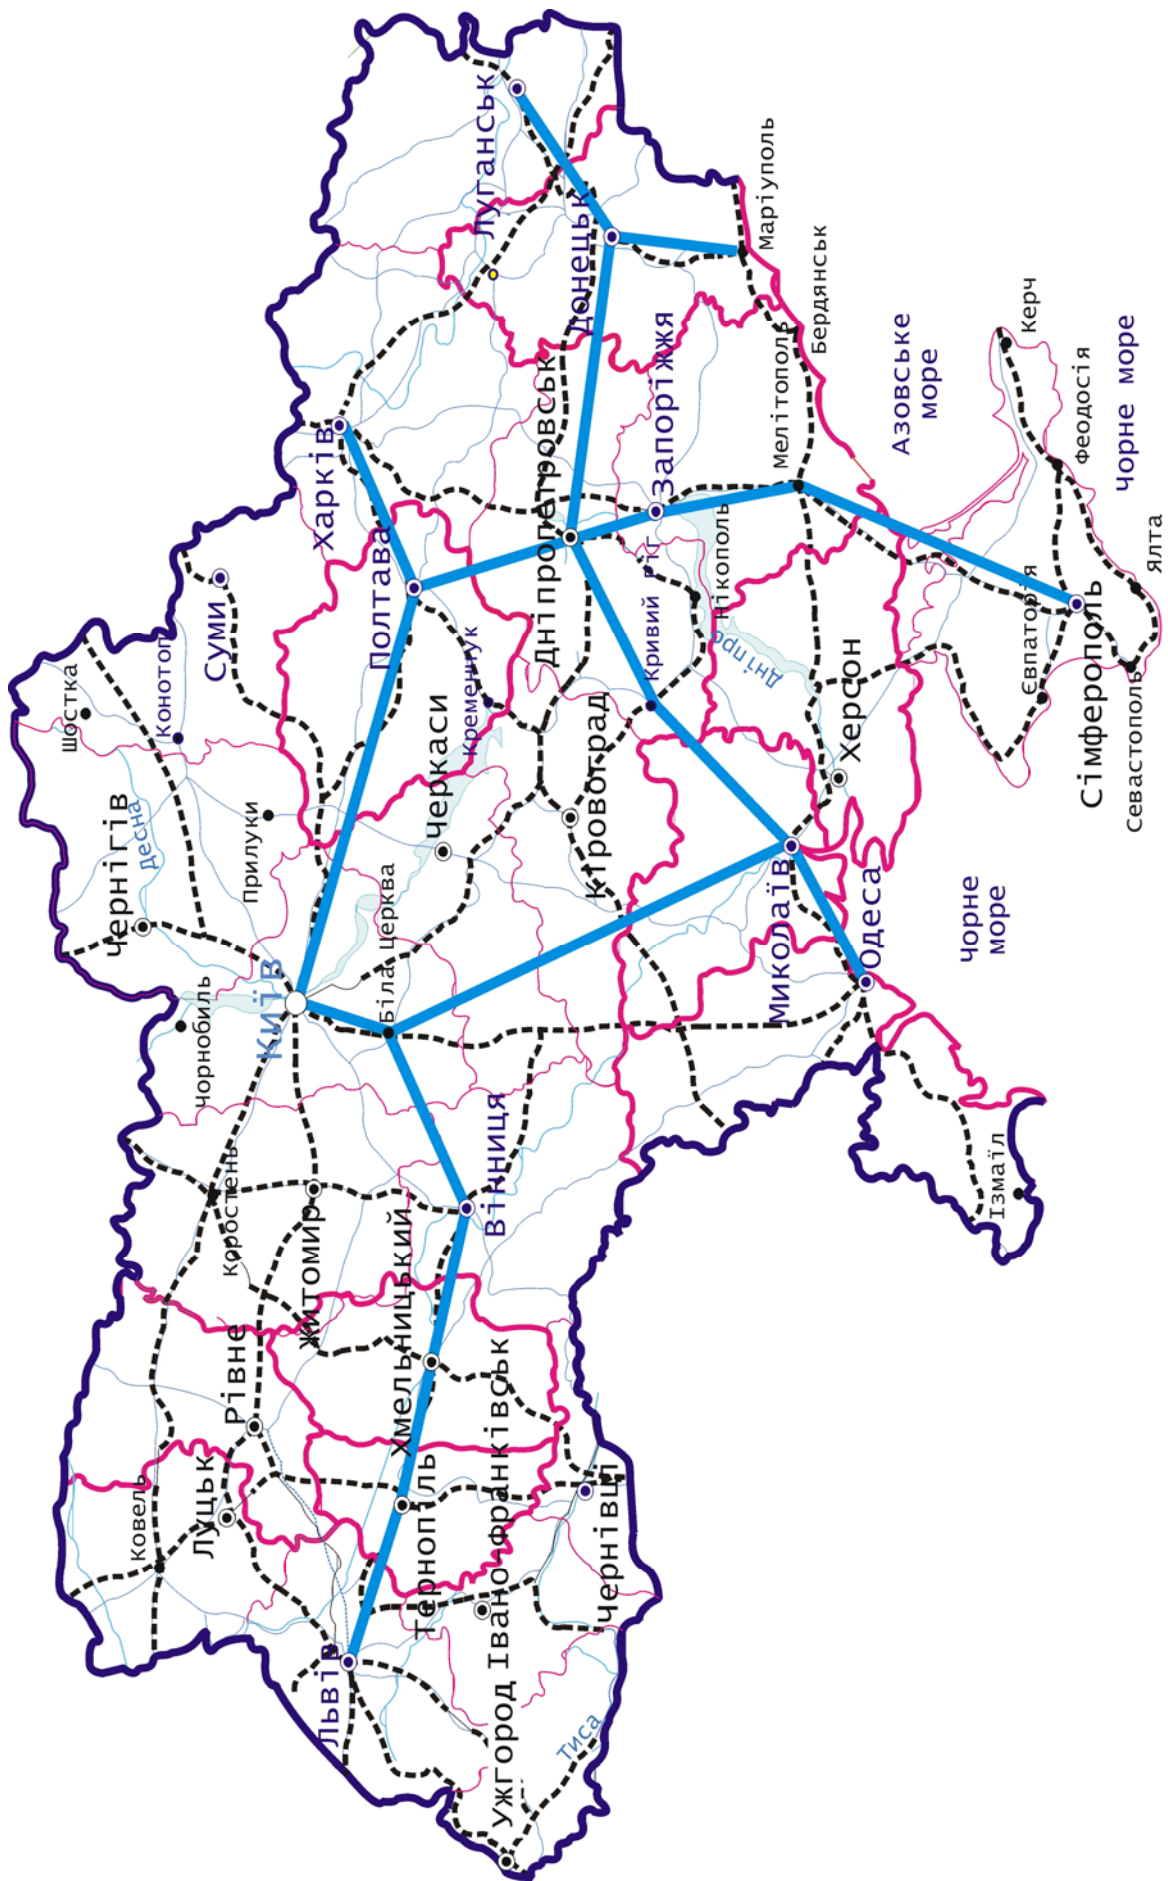 Шостка
Чернігів
Десна
Конотоп
Суми
Чорнобиль
Прилуки
Київ
Ковель
Коростень
Луцьк
Рівне
Житомир
Харків
Полтава
Львів
Біла церква
Черкаси
Кременчук
Луганськ
Тернопіль
Хмельницький
Вінниця
Ужгород
Івано-франківськ
Чернівці
Тиса
Кіровоград
Дніпропетровськ
Донецьк
Кривий ріг
Запоріжжя
Нікополь
Дніпро
Маріуполь
Мелітополь
Бердянськ
Миколаїв
Херсон
Одеса
Азовське
море
Чорне
море
Ізмаїл
Керч
Євпаторія
Феодосія
Сімферополь
Севастополь
Ялта
Чорне море